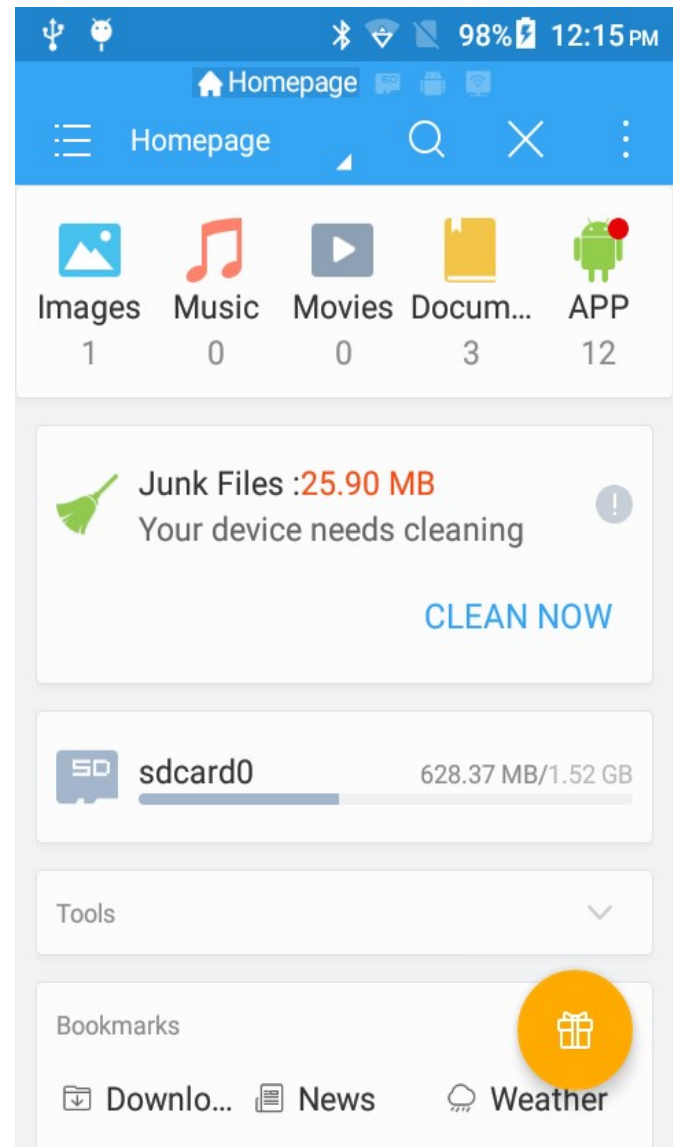 98% 12:15 PM
Homepage
Homepage
Images Music Movies Docum... APP
1 0 0 3 12
Junk Files :25.90 MB
Your device needs cleaning
CLEAN NOW
SD sdcard0 628.37 MB/1.52 GB
Tools
Bookmarks
Downlo... News Weather